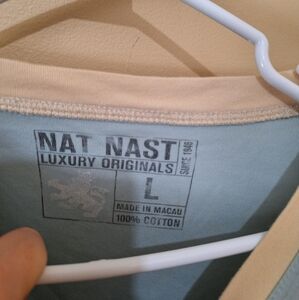 NAT NAST
LUXURY ORIGINALS
SINCE 1946
L
MADE IN MACAU
100% COTTON